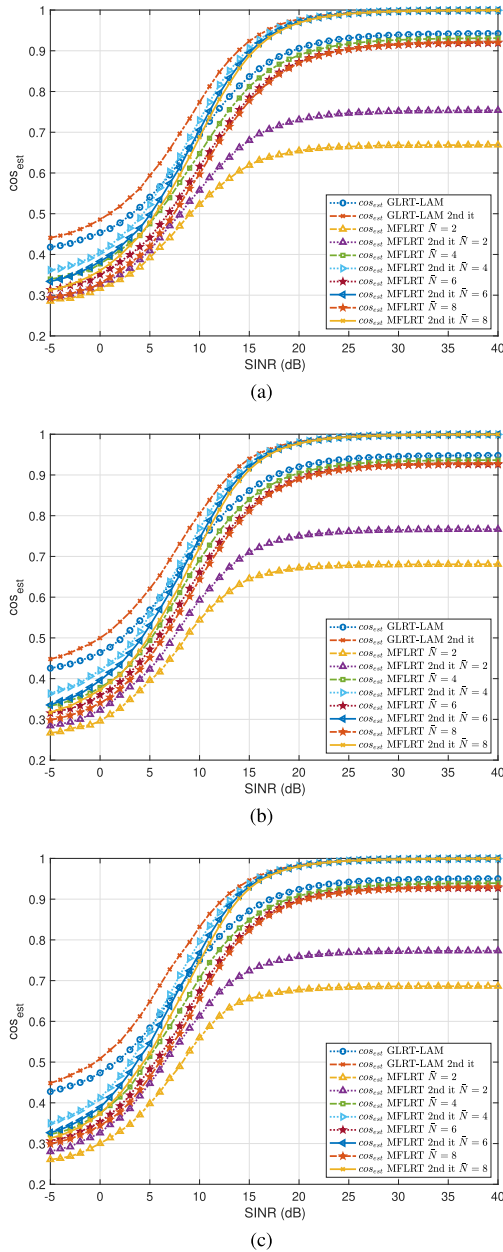 1
0.9
0.8
0.7
0.6
0.5
0.4
0.3
0.2
cos_est
-5 0 5 10 15 20 25 30 35 40
SINR (dB)
cos_est GLRT-LAM
cos_est GLRT-LAM 2nd it
cos_est MFLRT N̄ = 2
cos_est MFLRT 2nd it N̄ = 2
cos_est MFLRT N̄ = 4
cos_est MFLRT 2nd it N̄ = 4
cos_est MFLRT N̄ = 6
cos_est MFLRT 2nd it N̄ = 6
cos_est MFLRT N̄ = 8
cos_est MFLRT 2nd it N̄ = 8
(a)
1
0.9
0.8
0.7
0.6
0.5
0.4
0.3
0.2
cos_est
-5 0 5 10 15 20 25 30 35 40
SINR (dB)
cos_est GLRT-LAM
cos_est GLRT-LAM 2nd it
cos_est MFLRT N̄ = 2
cos_est MFLRT 2nd it N̄ = 2
cos_est MFLRT N̄ = 4
cos_est MFLRT 2nd it N̄ = 4
cos_est MFLRT N̄ = 6
cos_est MFLRT 2nd it N̄ = 6
cos_est MFLRT N̄ = 8
cos_est MFLRT 2nd it N̄ = 8
(b)
1
0.9
0.8
0.7
0.6
0.5
0.4
0.3
0.2
cos_est
-5 0 5 10 15 20 25 30 35 40
SINR (dB)
cos_est GLRT-LAM
cos_est GLRT-LAM 2nd it
cos_est MFLRT N̄ = 2
cos_est MFLRT 2nd it N̄ = 2
cos_est MFLRT N̄ = 4
cos_est MFLRT 2nd it N̄ = 4
cos_est MFLRT N̄ = 6
cos_est MFLRT 2nd it N̄ = 6
cos_est MFLRT N̄ = 8
cos_est MFLRT 2nd it N̄ = 8
(c)